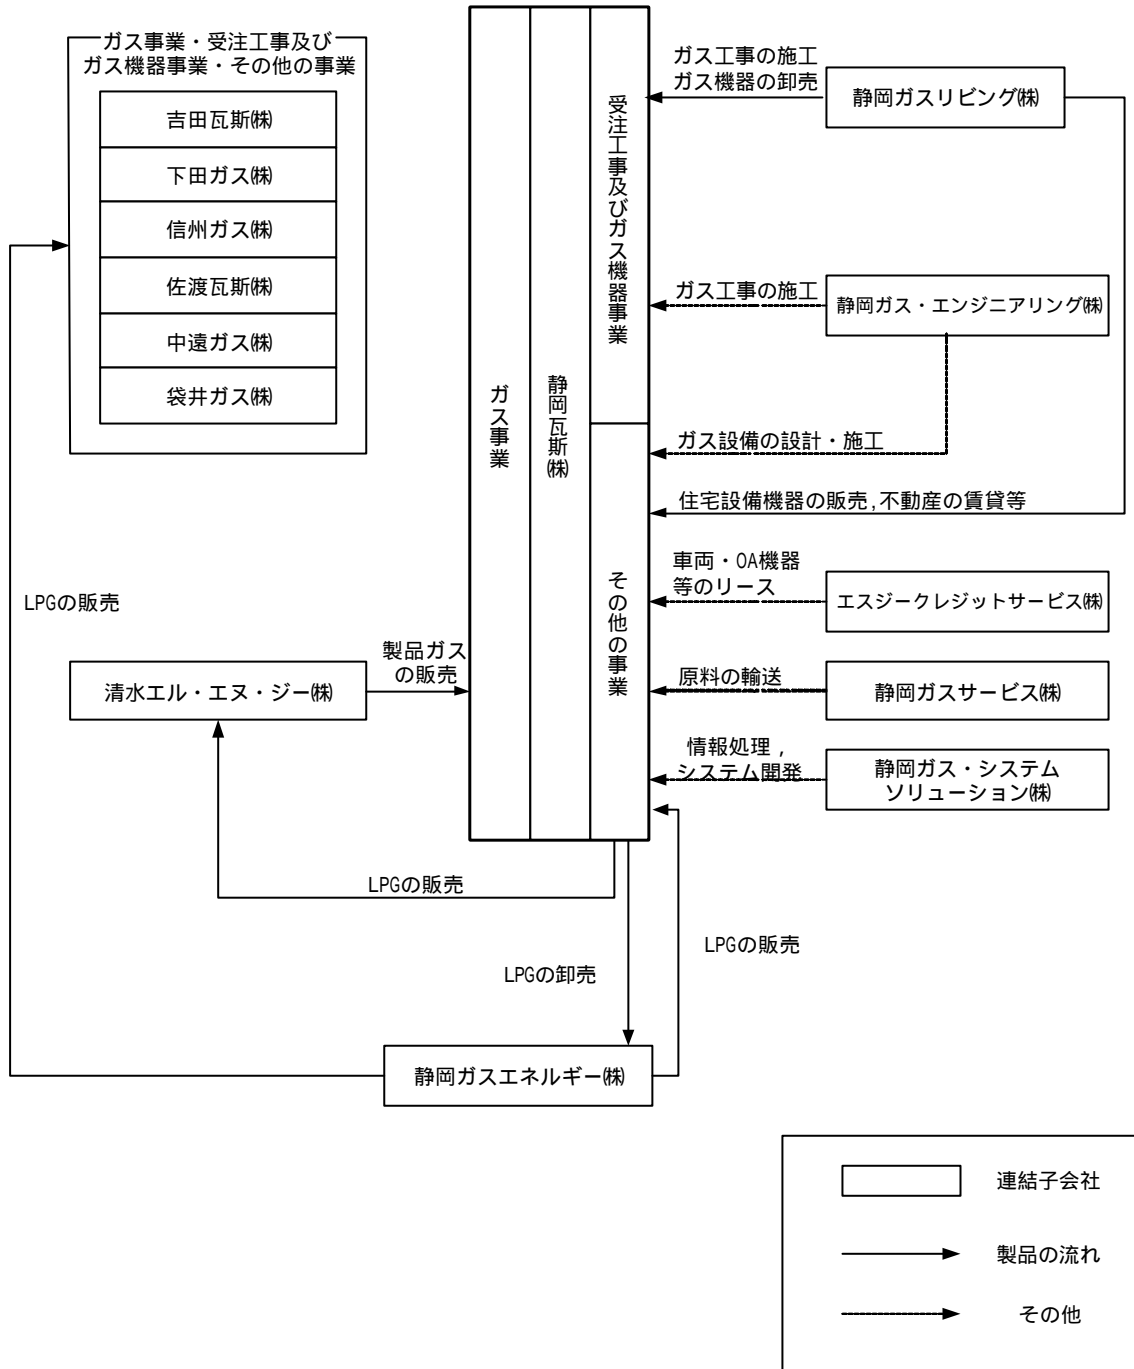 ガス事業・受注工事及び
ガス機器事業・その他の事業
吉田瓦斯㈱
下田ガス㈱
信州ガス㈱
佐渡瓦斯㈱
中遠ガス㈱
袋井ガス㈱
LPGの販売
清水エル・エヌ・ジー㈱
製品ガス
の販売
ガス事業
静岡瓦斯㈱
受注工事及びガス機器事業
その他の事業
ガス工事の施工
ガス機器の卸売
静岡ガスリビング㈱
ガス工事の施工
静岡ガス・エンジニアリング㈱
ガス設備の設計・施工
住宅設備機器の販売,不動産の賃貸等
車両・OA機器
等のリース
エスジークレジットサービス㈱
原料の輸送
静岡ガスサービス㈱
情報処理，
システム開発
静岡ガス・システム
ソリューション㈱
LPGの販売
LPGの卸売
LPGの販売
静岡ガスエネルギー㈱
連結子会社
製品の流れ
その他